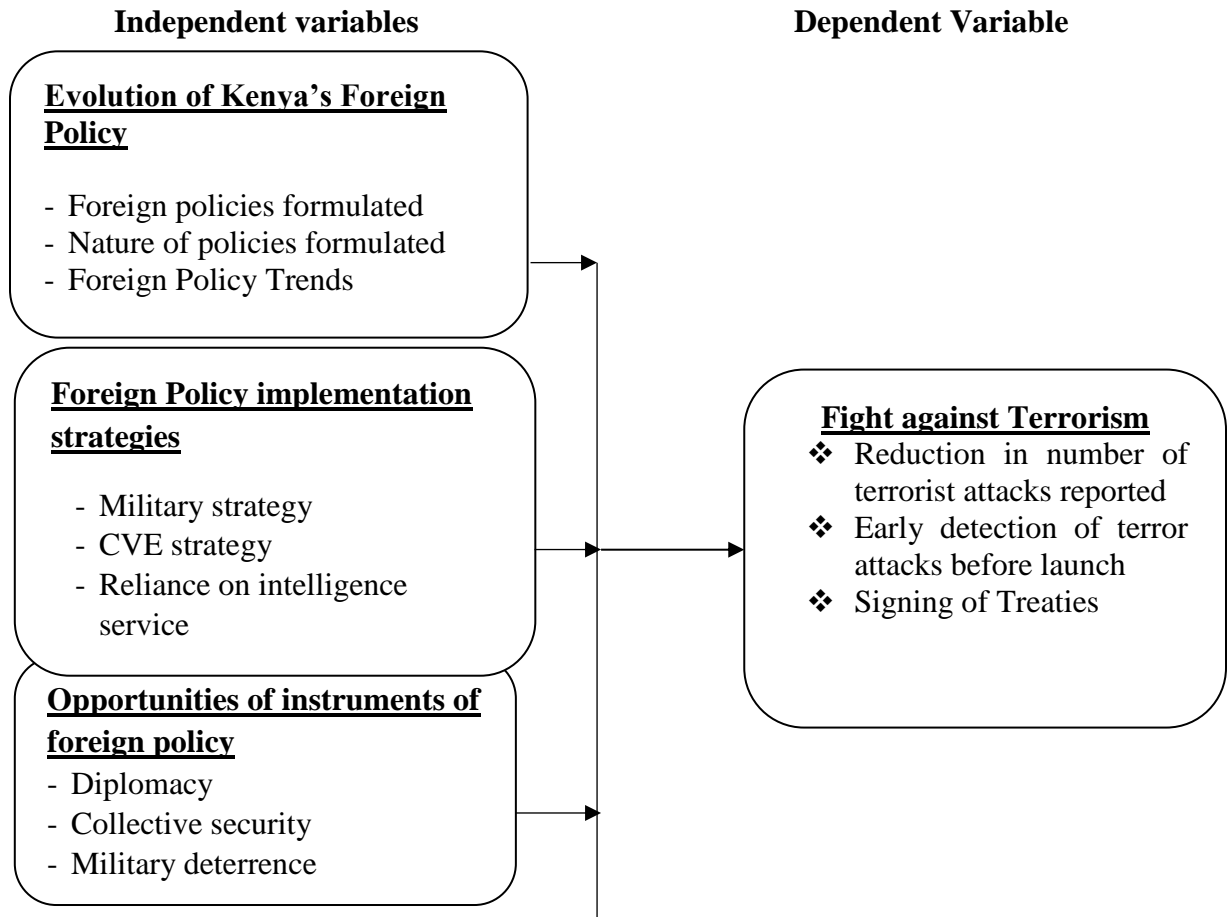 Independent variables
Dependent Variable
Evolution of Kenya's Foreign
Policy
- Foreign policies formulated
- Nature of policies formulated
- Foreign Policy Trends
Foreign Policy implementation
strategies
- Military strategy
- CVE strategy
- Reliance on intelligence
service
Opportunities of instruments of
foreign policy
- Diplomacy
- Collective security
- Military deterrence
Fight against Terrorism
❖ Reduction in number of
terrorist attacks reported
❖ Early detection of terror
attacks before launch
❖ Signing of Treaties